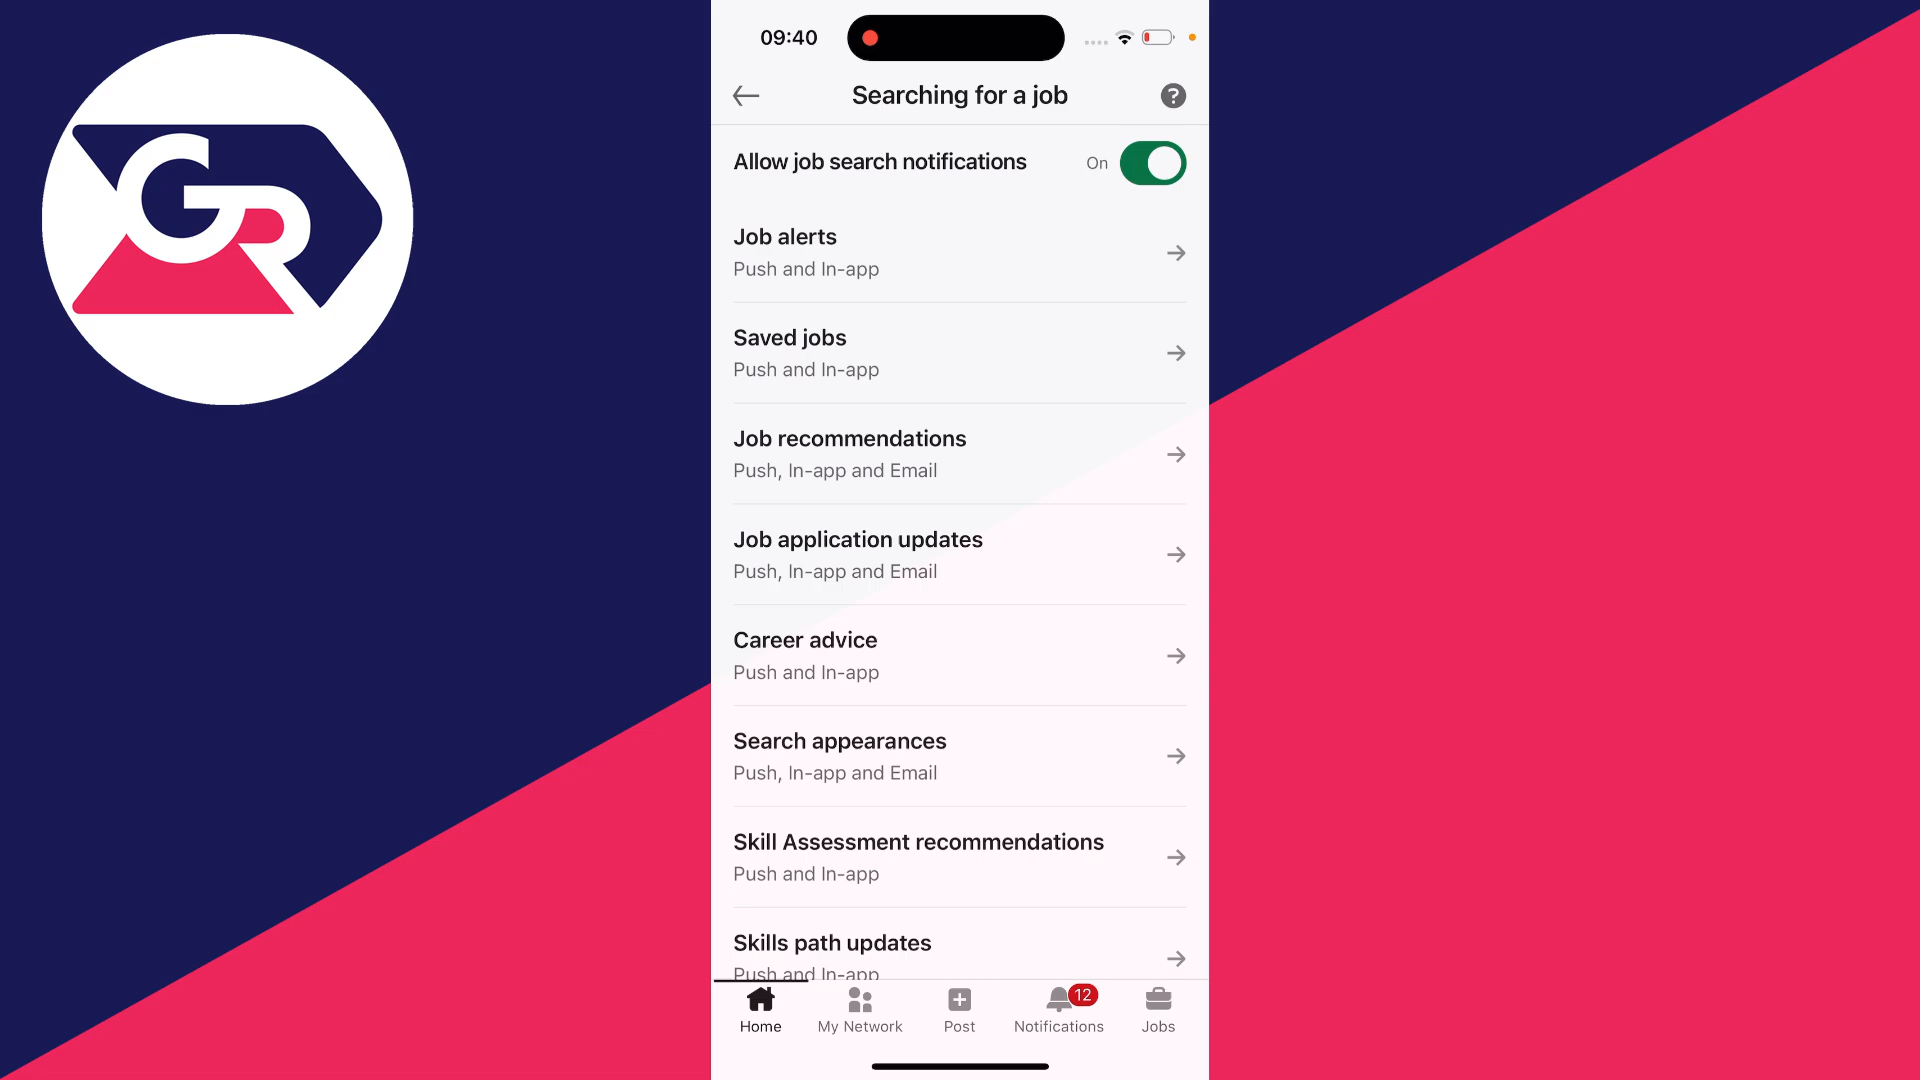 GR
09:40
Searching for a job
?
Allow job search notifications On
Job alerts
Push and In-app
Saved jobs
Push and In-app
Job recommendations
Push, In-app and Email
Job application updates
Push, In-app and Email
Career advice
Push and In-app
Search appearances
Push, In-app and Email
Skill Assessment recommendations
Push and In-app
Skills path updates
Push and In-app
12
Home My Network Post Notifications Jobs